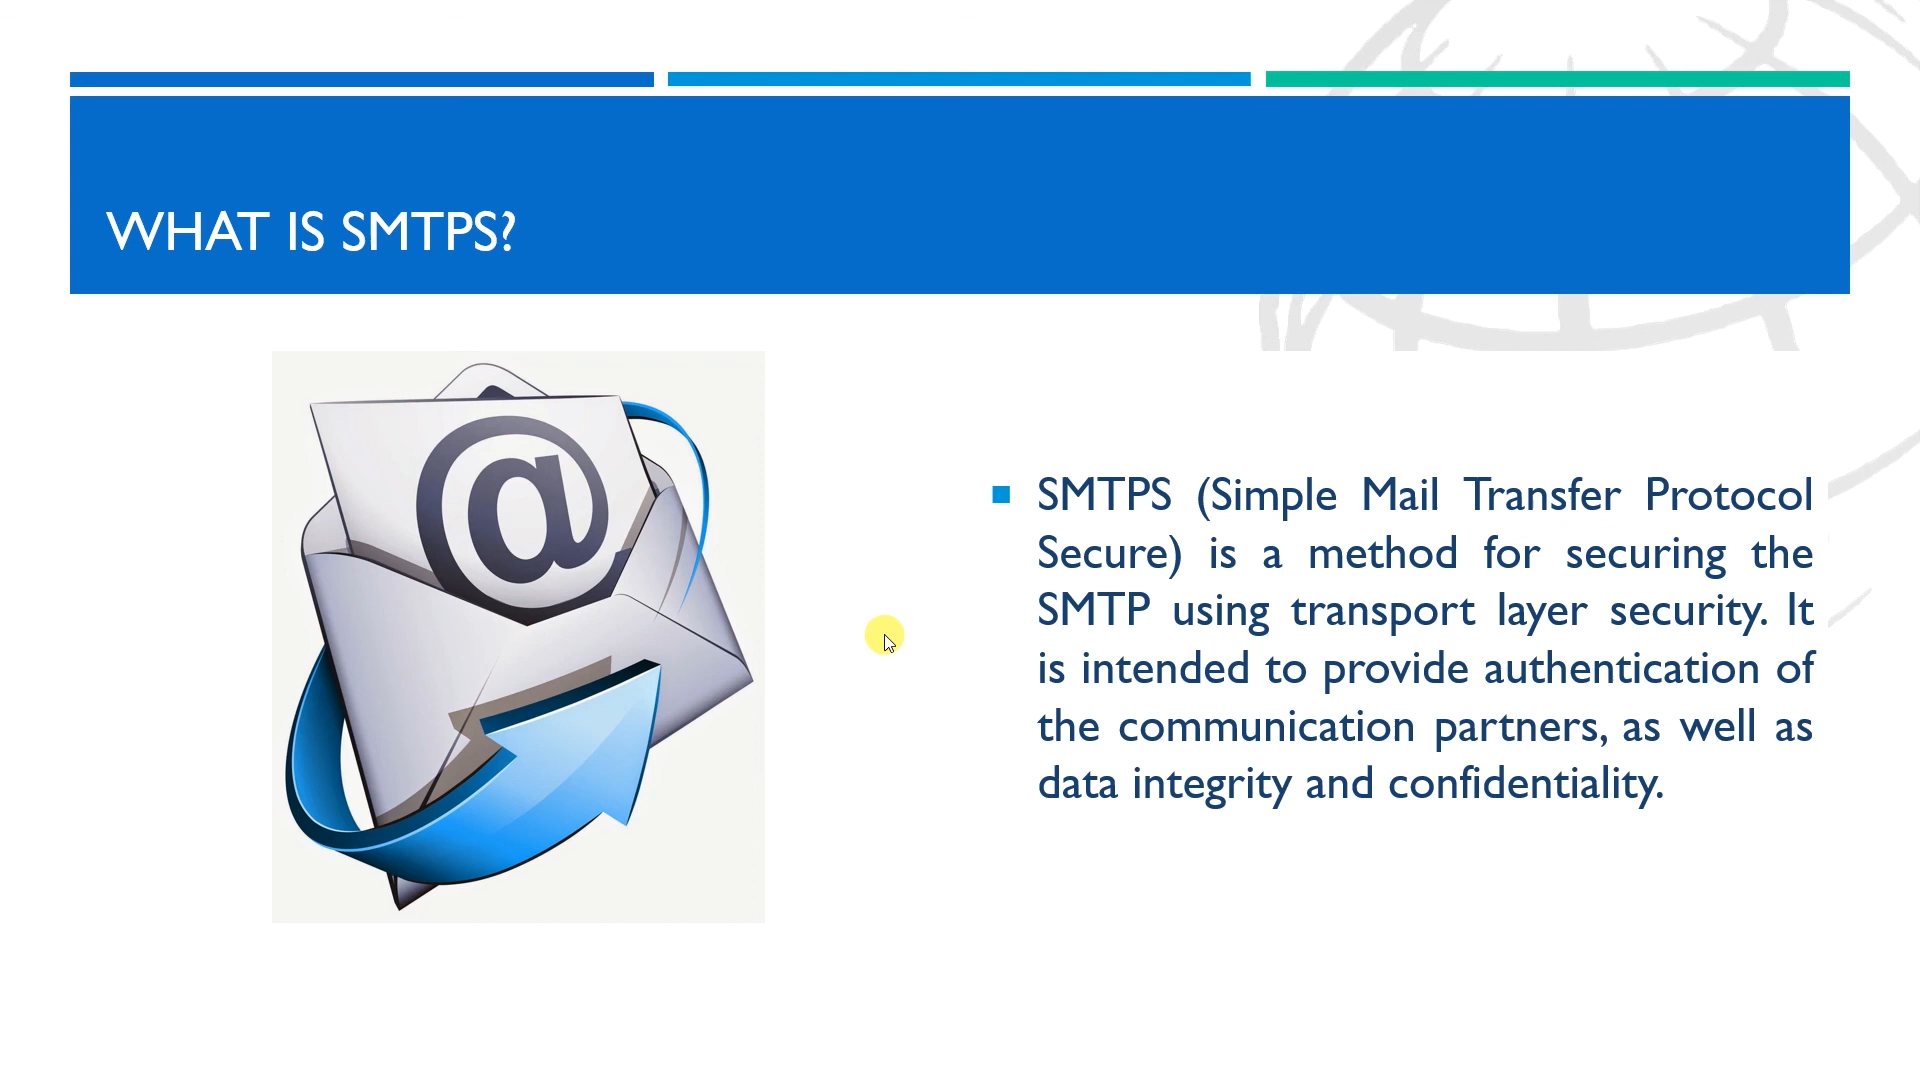 WHAT IS SMTPS?
@
SMTPS (Simple Mail Transfer Protocol
Secure) is a method for securing the
SMTP using transport layer security. It
is intended to provide authentication of
the communication partners, as well as
data integrity and confidentiality.